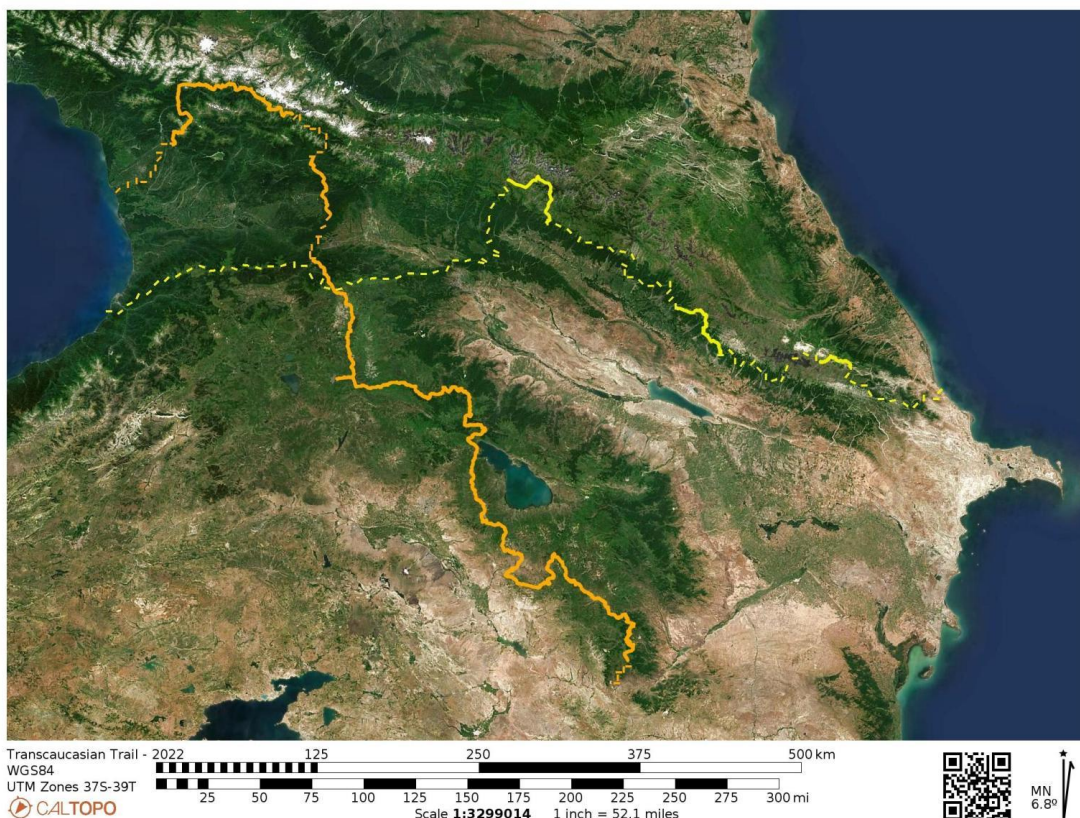 Transcaucasian Trail - 2022
WGS84
UTM Zones 37S-39T
CALTOPO
125 250 375 500 km
25 50 75 100 125 150 175 200 225 250 275 300 mi
Scale 1:3299014 1 inch = 52.1 miles
MN
6.8º